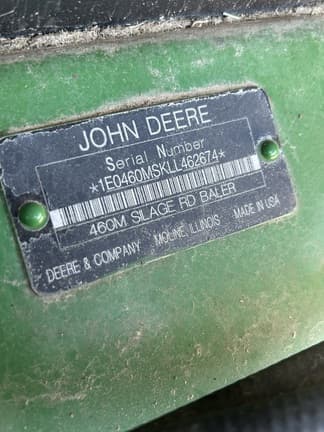 JOHN DEERE
Serial Number
*1E0460MSKLL462674*
460M SILAGE RD BALER
DEERE & COMPANY MOLINE, ILLINOIS MADE IN USA